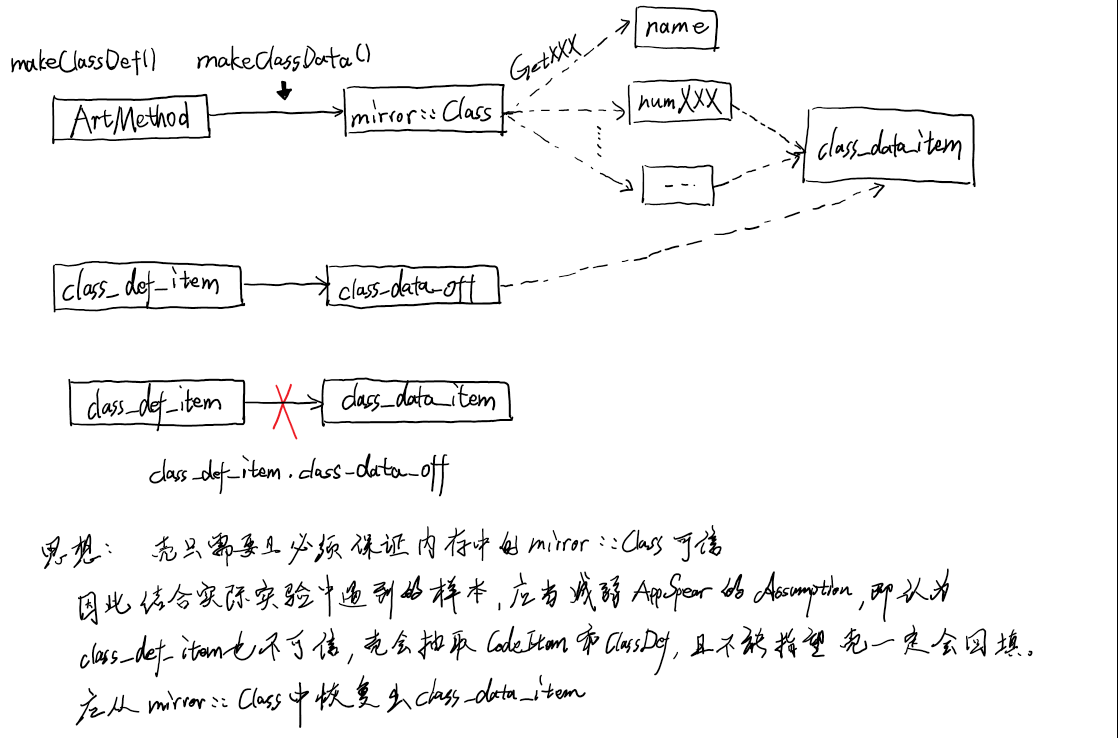 name
GetXXX
makeClassDef() makeClassData()
ArtMethod mirror::Class numXXX class_data_item
---
class_def_item class_data_off
class_def_item class_data_item
class_def_item.class-data_off
思想: 壳只需要且必须保证内存中的mirror::Class可信
因此结合实际实验中遇到的样本,应当减弱AppSpear的Assumption,即认为
class_def_item也不可信,壳会抽取CodeItem和ClassDef,且不能指望壳一定会回填。
应从mirror::Class中恢复出class_data_item